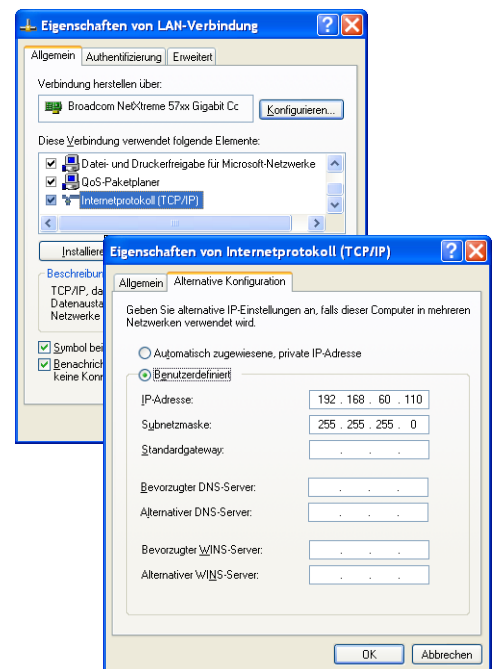 Eigenschaften von LAN-Verbindung
Allgemein Authentifizierung Erweitert
Verbindung herstellen über:
Broadcom NetXtreme 57xx Gigabit Cc
Konfigurieren...
Diese Verbindung verwendet folgende Elemente:
Datei- und Druckerfreigabe für Microsoft-Netzwerke
QoS-Paketplaner
Internetprotokoll (TCP/IP)
Installiere
Beschreibun
TCP/IP, da
Datenausta
Netzwerke
Symbol bei
Benachrich
keine Konn
Eigenschaften von Internetprotokoll (TCP/IP)
Allgemein Alternative Konfiguration
Geben Sie alternative IP-Einstellungen an, falls dieser Computer in mehreren
Netzwerken verwendet wird.
Automatisch zugewiesene, private IP-Adresse
Benutzerdefiniert
IP-Adresse: 192 . 168 . 60 . 110
Subnetzmaske: 255 . 255 . 255 . 0
Standardgateway: . . .
Bevorzugter DNS-Server: . . .
Alternativer DNS-Server: . . .
Bevorzugter WINS-Server: . . .
Alternativer WINS-Server: . . .
OK Abbrechen